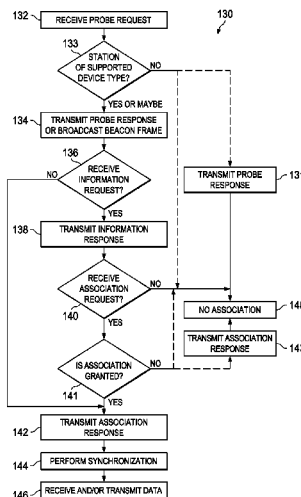 130
132
RECEIVE PROBE REQUEST
133
STATION
OF SUPPORTED
DEVICE TYPE?
NO
YES OR MAYBE
134
TRANSMIT PROBE RESPONSE
OR BROADCAST BEACON FRAME
136
NO
RECEIVE
INFORMATION
REQUEST?
TRANSMIT PROBE
RESPONSE
YES
138
TRANSMIT INFORMATION
RESPONSE
RECEIVE
ASSOCIATION
REQUEST?
NO
140
NO ASSOCIATION
YES
TRANSMIT ASSOCIATION
RESPONSE
IS ASSOCIATION
GRANTED?
NO
141
YES
142
TRANSMIT ASSOCIATION
RESPONSE
144
PERFORM SYNCHRONIZATION
146
RECEIVE AND/OR TRANSMIT DATA